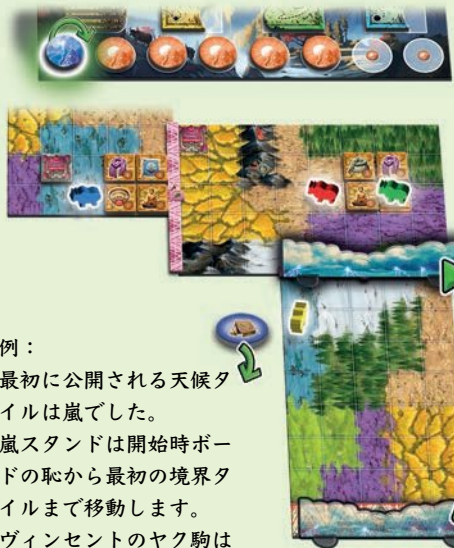 例：
最初に公開される天候タ
イルは嵐でした。
嵐スタンドは開始時ボー
ドの恥から最初の境界タ
イルまで移動します。
ヴィンセントのヤク駒は